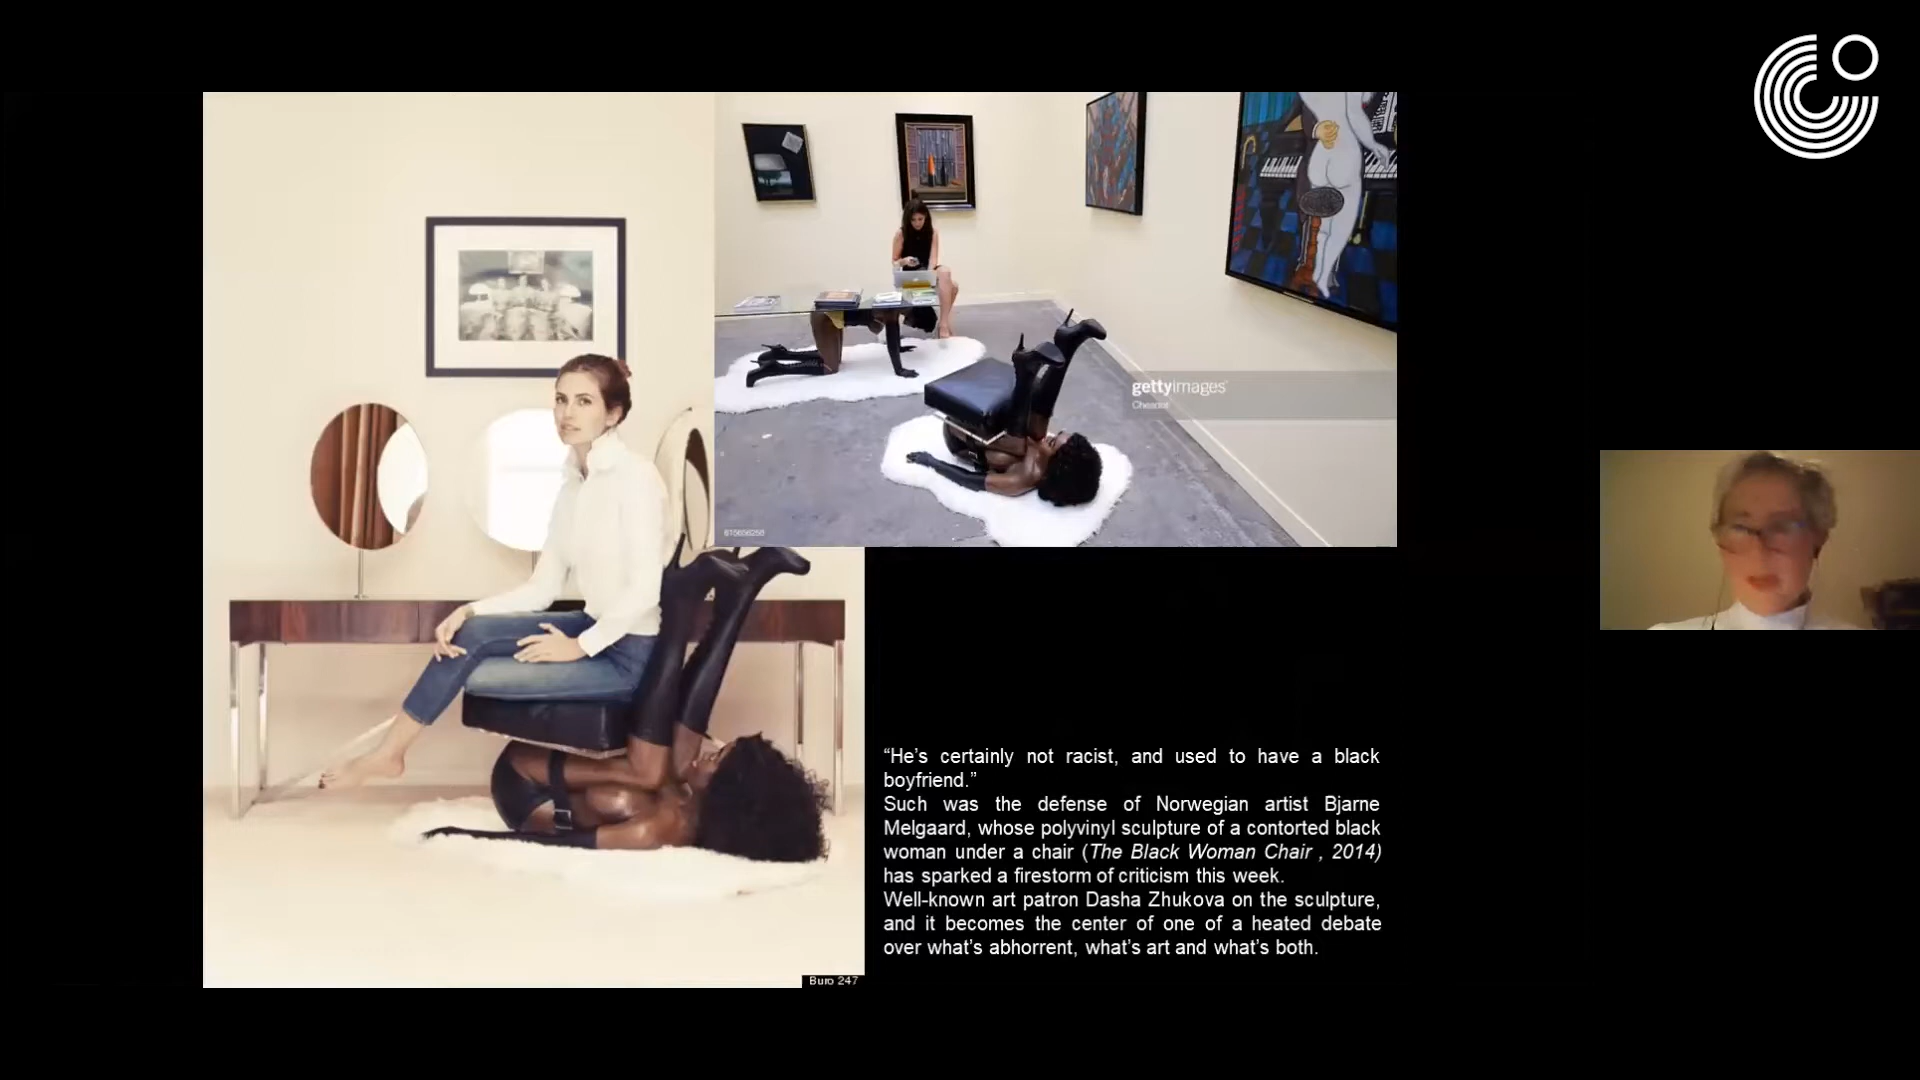 gettyimages
“He’s certainly not racist, and used to have a black
boyfriend.”
Such was the defense of Norwegian artist Bjarne
Melgaard, whose polyvinyl sculpture of a contorted black
woman under a chair (The Black Woman Chair , 2014)
has sparked a firestorm of criticism this week.
Well-known art patron Dasha Zhukova on the sculpture,
and it becomes the center of one of a heated debate
over what’s abhorrent, what’s art and what’s both.
Buro 247